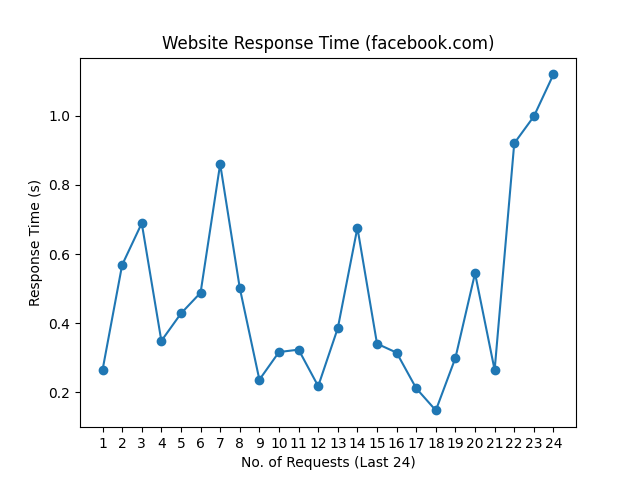 Website Response Time (facebook.com)
Response Time (s)
1.0
0.8
0.6
0.4
0.2
1 2 3 4 5 6 7 8 9 10 11 12 13 14 15 16 17 18 19 20 21 22 23 24
No. of Requests (Last 24)